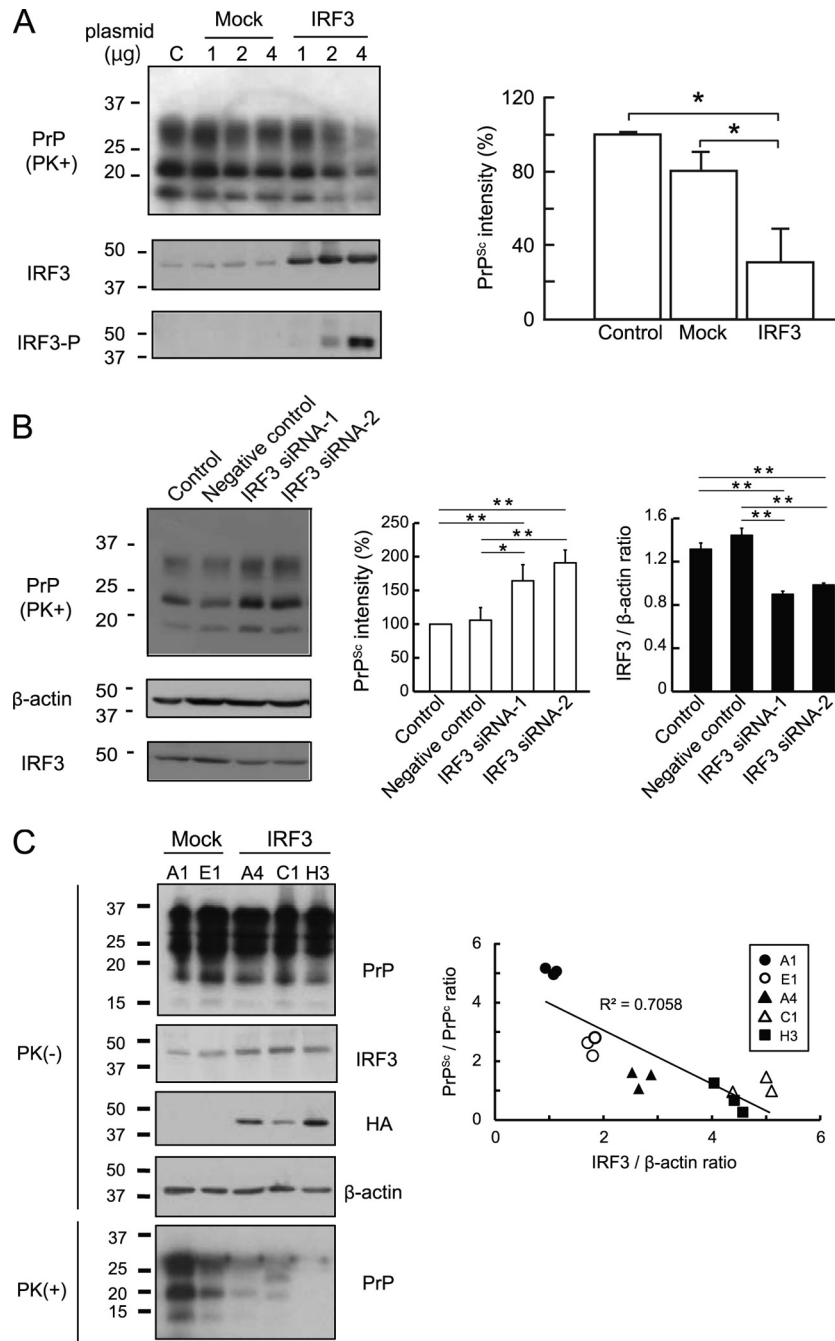 A
plasmid
(µg)
Mock
IRF3
C 1 2 4 1 2 4
37
25
20
PrP
(PK+)
50
37
IRF3
50
37
IRF3-P
PrPSc intensity (%)
120
80
40
0
* 
*
Control Mock IRF3
B
Control
Negative control
IRF3 siRNA-1
IRF3 siRNA-2
37
25
20
PrP
(PK+)
50
37
β-actin
50
IRF3
PrPSc intensity (%)
250
200
150
100
50
0
**
**
**
*
Control
Negative control
IRF3 siRNA-1
IRF3 siRNA-2
IRF3 / β-actin ratio
1.6
1.2
0.8
0.4
0
**
**
**
**
Control
Negative control
IRF3 siRNA-1
IRF3 siRNA-2
C
Mock
IRF3
A1 E1 A4 C1 H3
PK(-)
37
25
20
15
PrP
50
37
IRF3
50
37
HA
50
37
β-actin
PK(+)
37
25
20
15
PrP
PrPSc / PrPc ratio
6
4
2
0
R² = 0.7058
A1
E1
A4
C1
H3
0 2 4 6
IRF3 / β-actin ratio